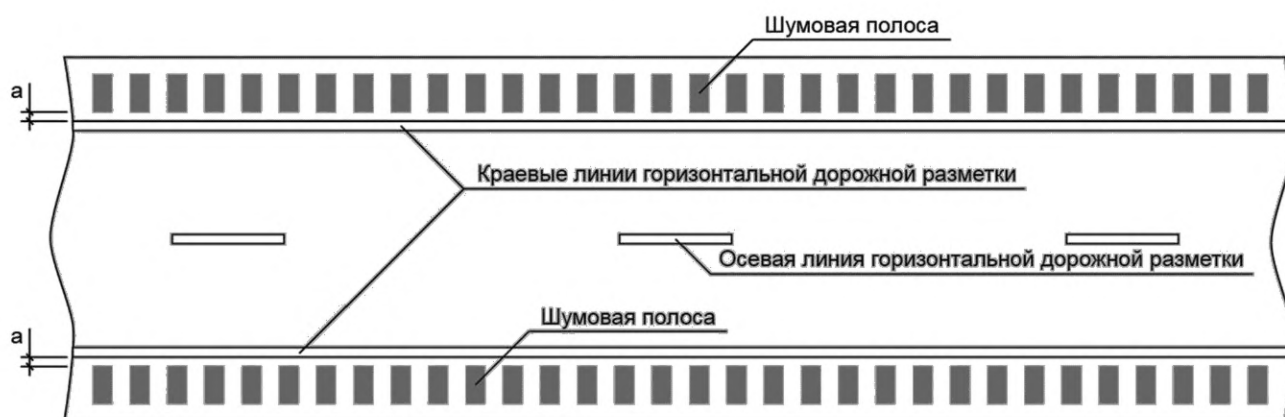 Шумовая полоса
a
Краевые линии горизонтальной дорожной разметки
Осевая линия горизонтальной дорожной разметки
Шумовая полоса
a